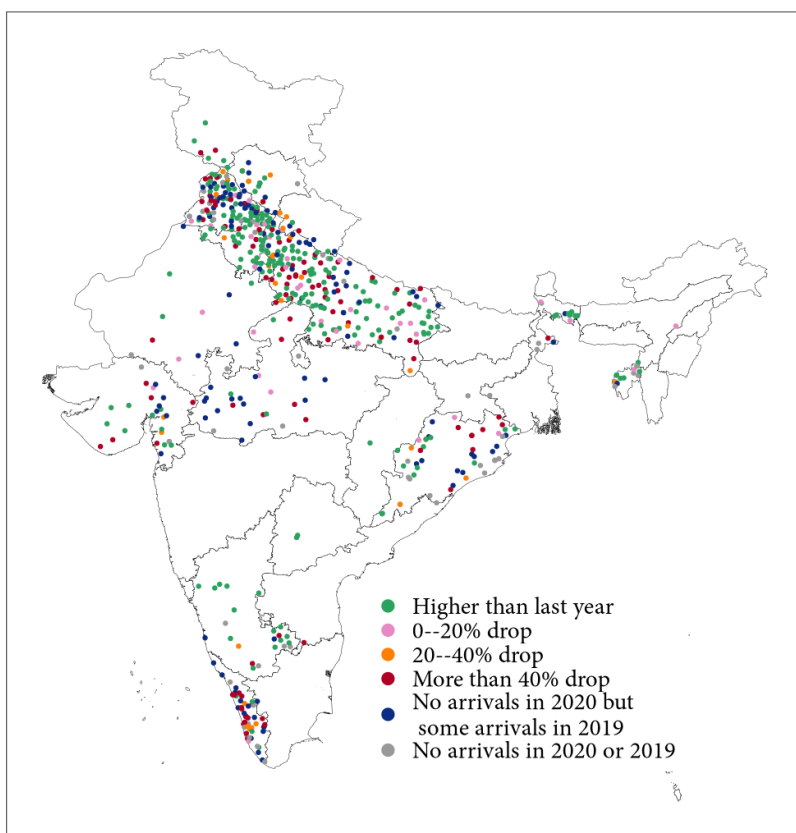 Higher than last year
0--20% drop
20--40% drop
More than 40% drop
No arrivals in 2020 but
some arrivals in 2019
No arrivals in 2020 or 2019